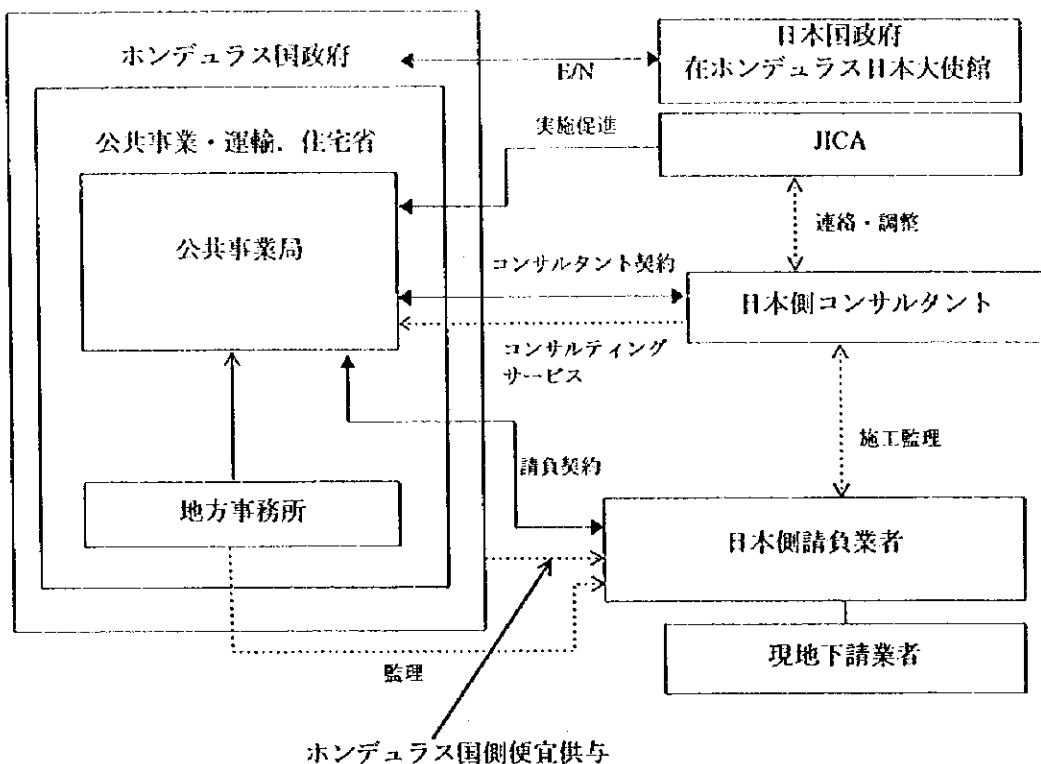 ホンデュラス国政府
日本国政府
在ホンデュラス日本大使館
E/N
公共事業・運輸．住宅省
実施促進
JICA
連絡・調整
公共事業局
コンサルタント契約
日本側コンサルタント
コンサルティング
サービス
施工監理
請負契約
地方事務所
日本側請負業者
監理
現地下請業者
ホンデュラス国側便宜供与